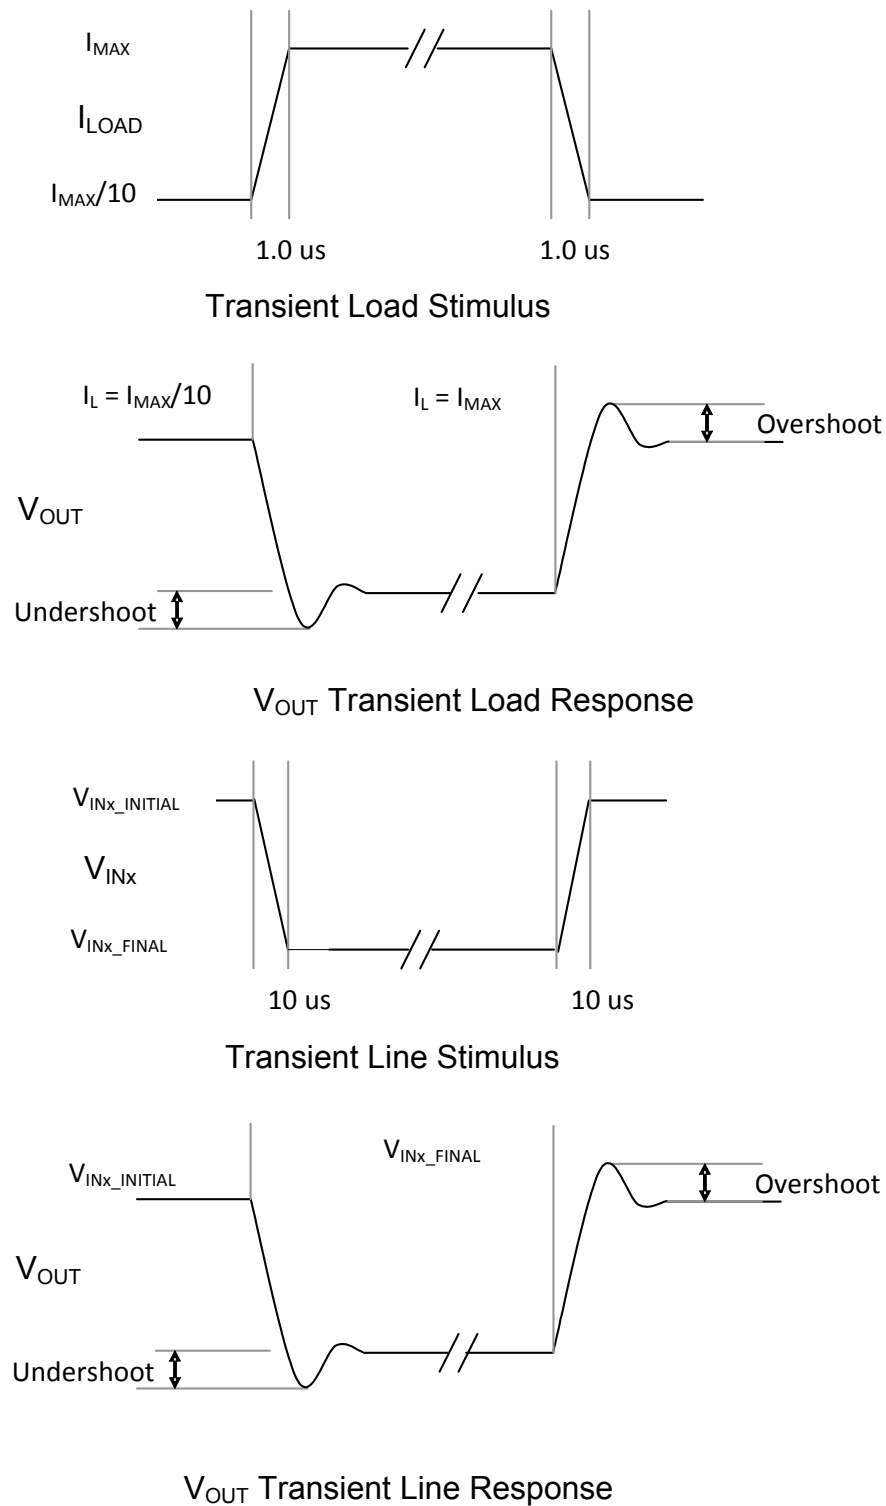 I_MAX
I_LOAD
I_MAX/10
1.0 us 1.0 us
Transient Load Stimulus
I_L = I_MAX/10 I_L = I_MAX
Overshoot
V_OUT
Undershoot
V_OUT Transient Load Response
V_INx_INITIAL
V_INx
V_INx_FINAL
10 us 10 us
Transient Line Stimulus
V_INx_INITIAL V_INx_FINAL
Overshoot
V_OUT
Undershoot
V_OUT Transient Line Response